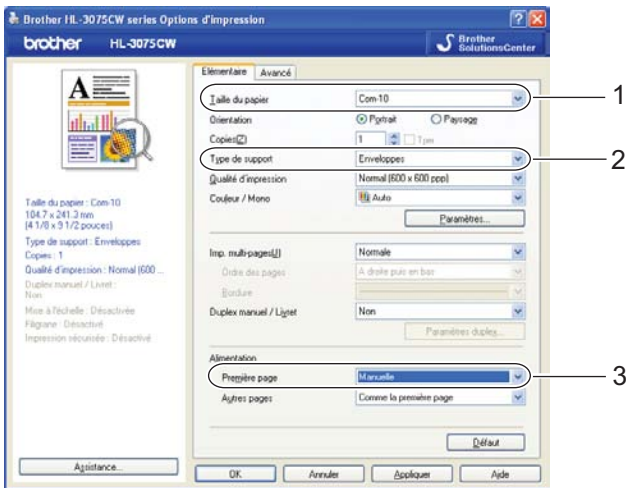 Brother HL-3075CW series Options d'impression
brother HL-3075CW
Brother SolutionsCenter
Elémentaire Avancé
Taille du papier Com-10 1
Orientation Portrait Paysage
Copies(Z) 1 Trier
Type de support Enveloppes 2
Qualité d'impression Normal (600 x 600 ppp)
Couleur / Mono Auto
Paramètres...
Imp. multi-pages(U) Normale
Ordre des pages A droite puis en bas
Bordure
Duplex manuel / Livret Non
Paramètres duplex...
Alimentation
Première page Manuelle 3
Autres pages Comme la première page
Défaut
Taille du papier : Com-10
104.7 x 241.3 mm
(4 1/8 x 9 1/2 pouces)
Type de support : Enveloppes
Copies : 1
Qualité d'impression : Normal (600 ...
Duplex manuel / Livret :
Non
Mise à l'échelle : Désactivée
Filigrane : Désactivé
Impression sécurisée : Désactivé
Assistance...
OK Annuler Appliquer Aide